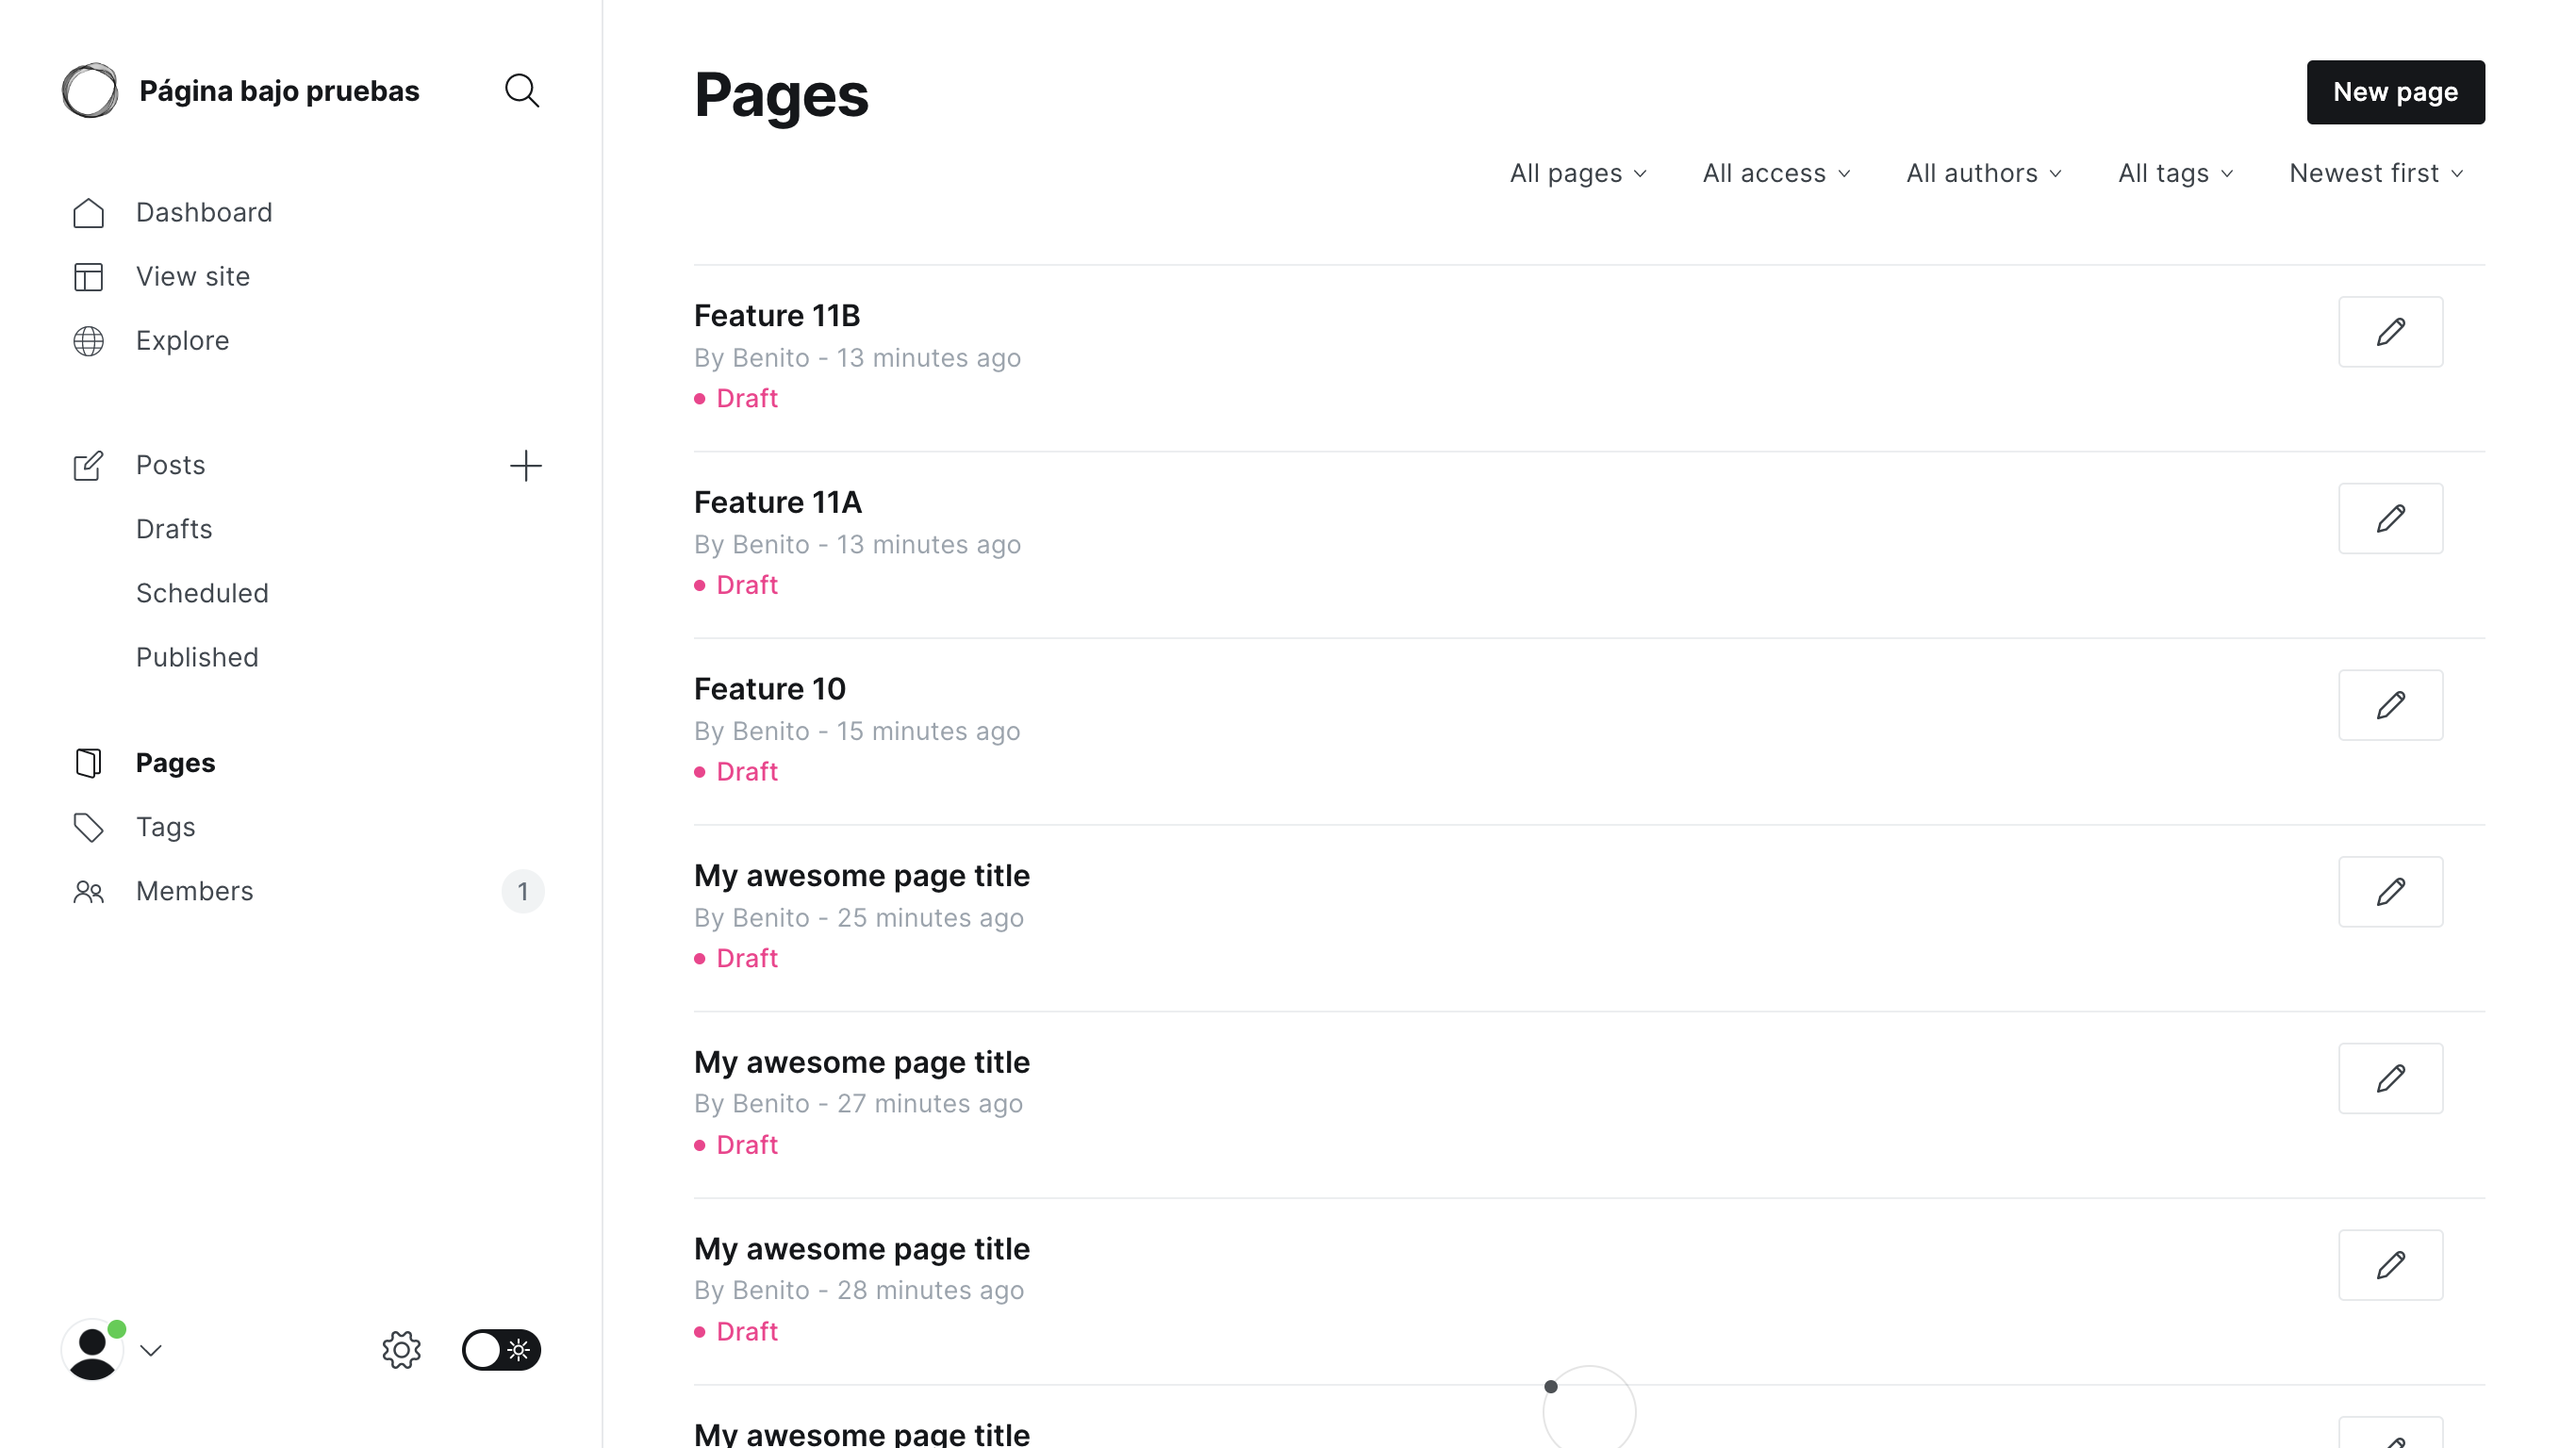 Página bajo pruebas
Dashboard
View site
Explore
Posts
Drafts
Scheduled
Published
Pages
Tags
Members
1
Pages
New page
All pages
All access
All authors
All tags
Newest first
Feature 11B
By Benito - 13 minutes ago
Draft
Feature 11A
By Benito - 13 minutes ago
Draft
Feature 10
By Benito - 15 minutes ago
Draft
My awesome page title
By Benito - 25 minutes ago
Draft
My awesome page title
By Benito - 27 minutes ago
Draft
My awesome page title
By Benito - 28 minutes ago
Draft
My awesome page title